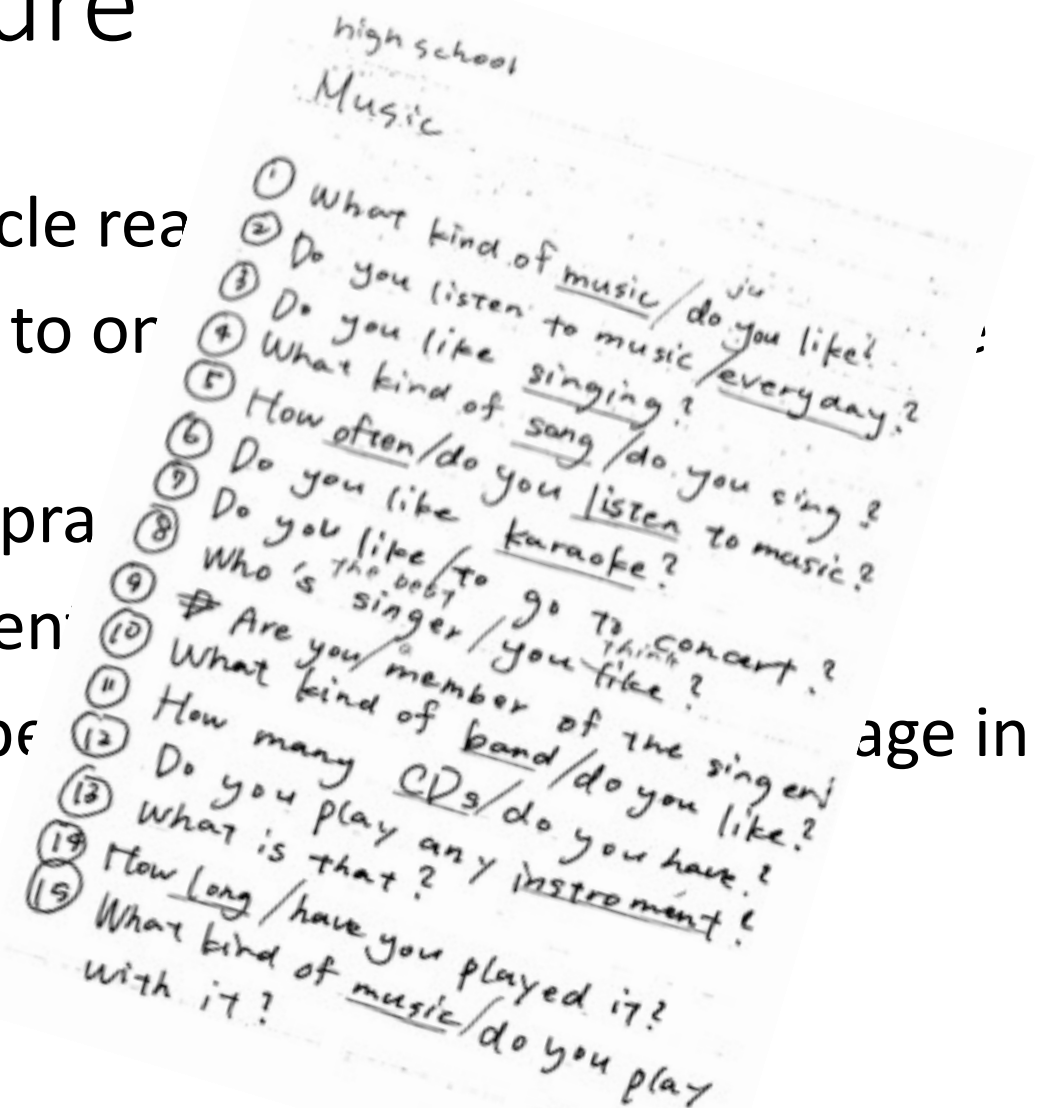 ure
high school
Music
① What kind of music / do you like?
ju
② Do you listen to music / everyday?
③ Do you like singing?
④ What kind of song / do you sing?
⑤ How often / do you listen to music?
⑥ Do you like karaoke?
⑦ Do you like / to go to concert?
⑧ Who's the best singer / you think like?
⑨ Are you / a member of the singer
⑩ What kind of band / do you like?
⑪ How many CDs / do you have?
⑫ Do you play any instroment?
⑬ What is that?
⑭ How long / have you played it?
⑮ What kind of music / do you play
with it?
cle rea
to or
pra
en
age in